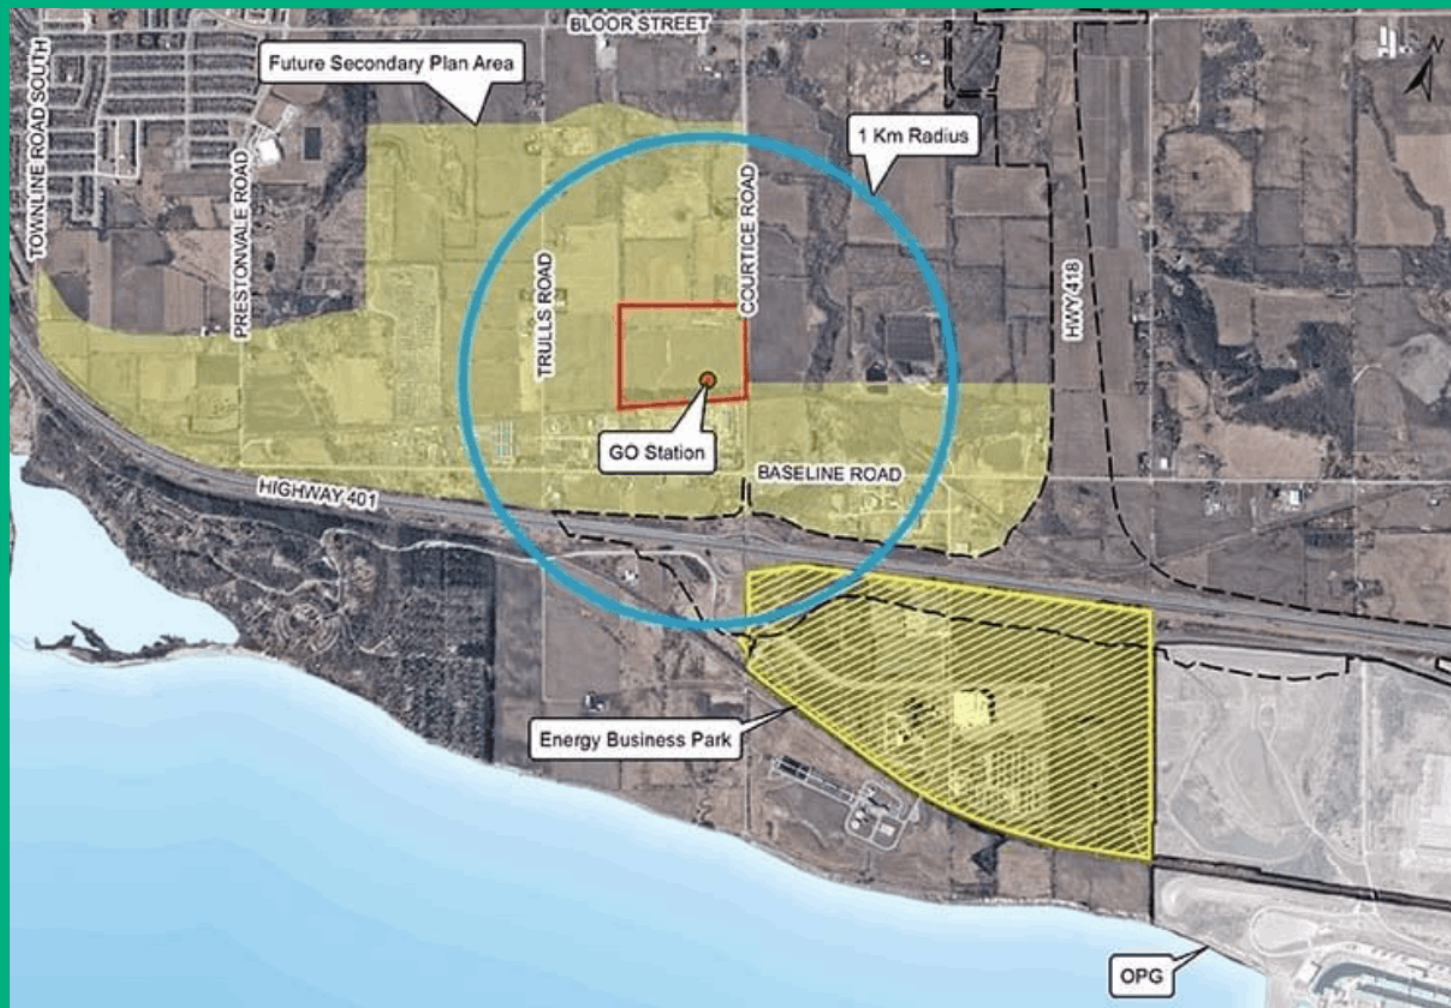 BLOOR STREET
Future Secondary Plan Area
N
1 Km Radius
TOWNLINE ROAD SOUTH
PRESTONVALE ROAD
TRULLS ROAD
COURTICE ROAD
HWY 418
GO Station
BASELINE ROAD
HIGHWAY 401
Energy Business Park
OPG